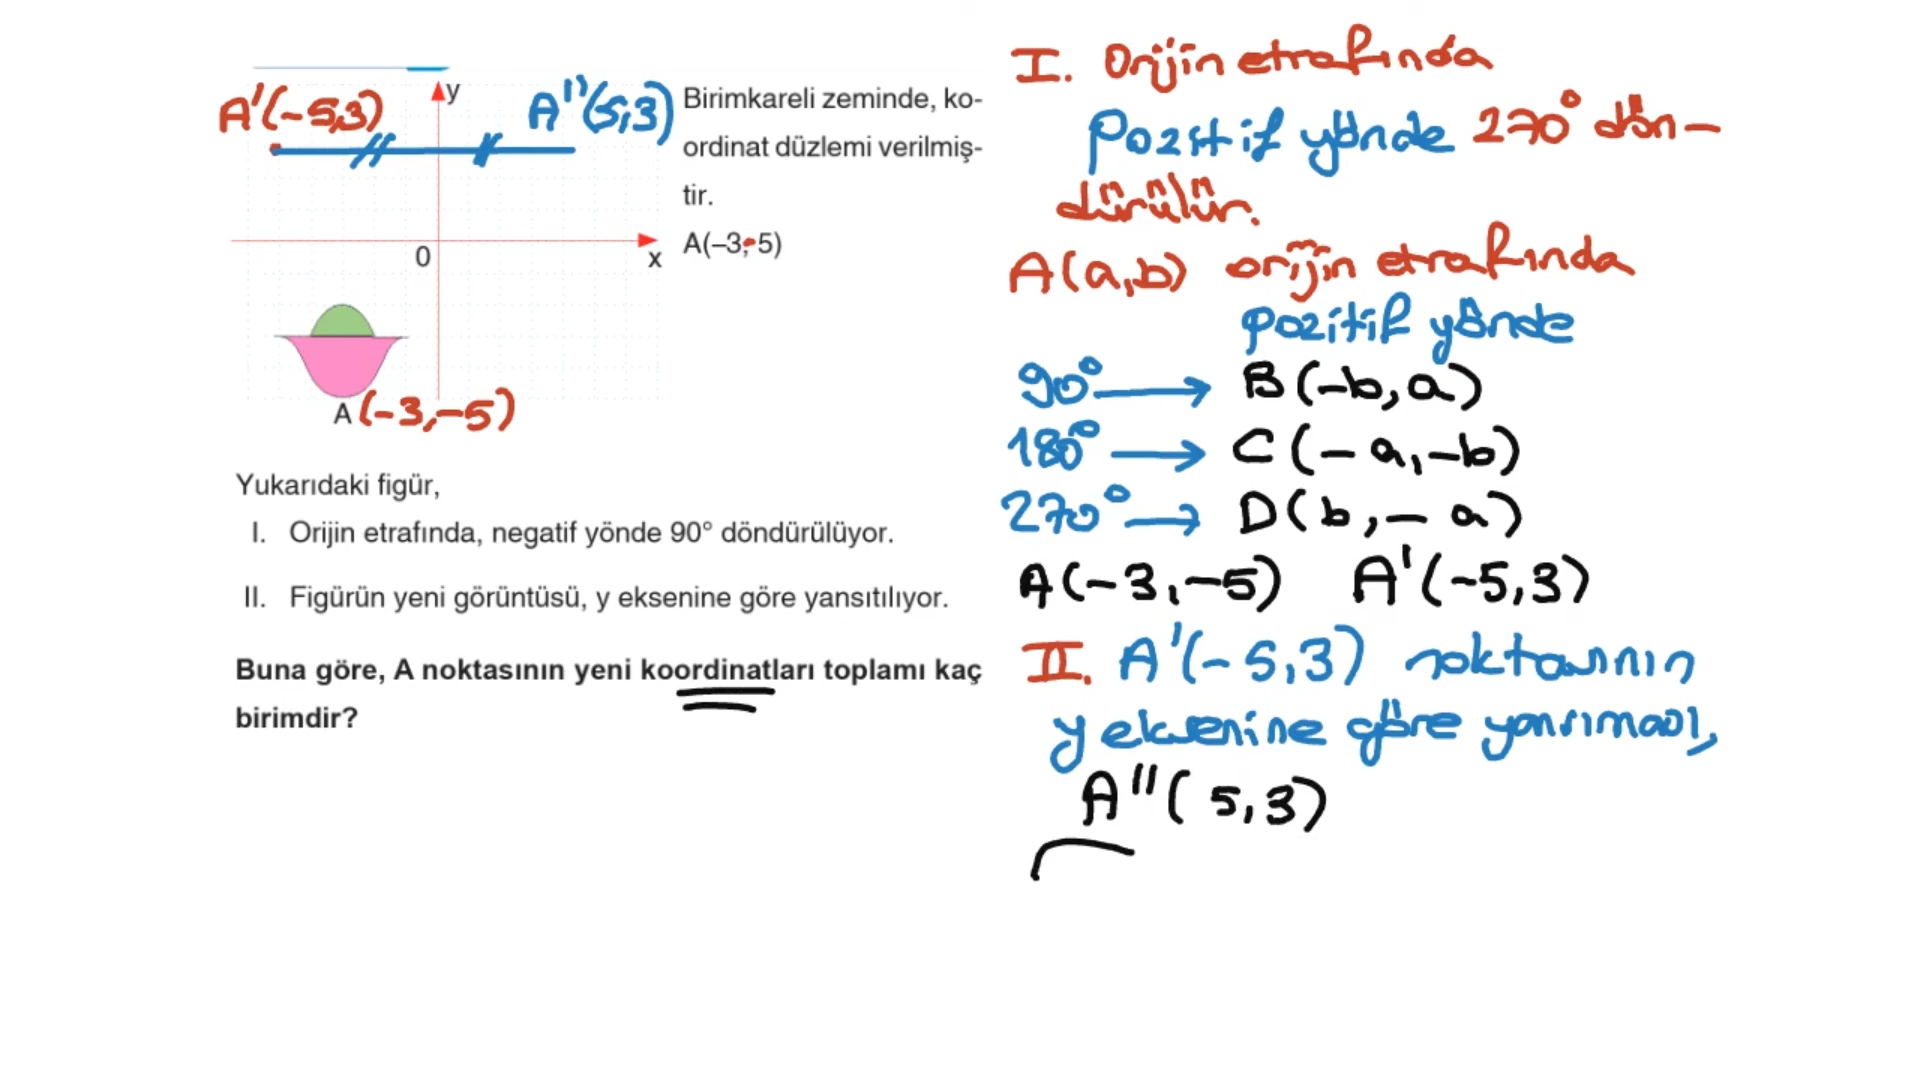 A'(-5,3)
y
A''(5,3)
Birimkareli zeminde, ko-
ordinat düzlemi verilmiş-
tir.
A(–3,-5)
0
x
A (-3,-5)
Yukarıdaki figür,
I. Orijin etrafında, negatif yönde 90° döndürülüyor.
II. Figürün yeni görüntüsü, y eksenine göre yansıtılıyor.
Buna göre, A noktasının yeni koordinatları toplamı kaç
birimdir?
I. Orijin etrafında
pozitif yönde 270° dön-
dürülür.
A(a,b) orijin etrafında
pozitif yönde
90° → B(-b,a)
180° → C(-a,-b)
270° → D(b,-a)
A(-3,-5) A'(-5,3)
II. A'(-5,3) noktasının
y eksenine göre yansıması,
A''(5,3)